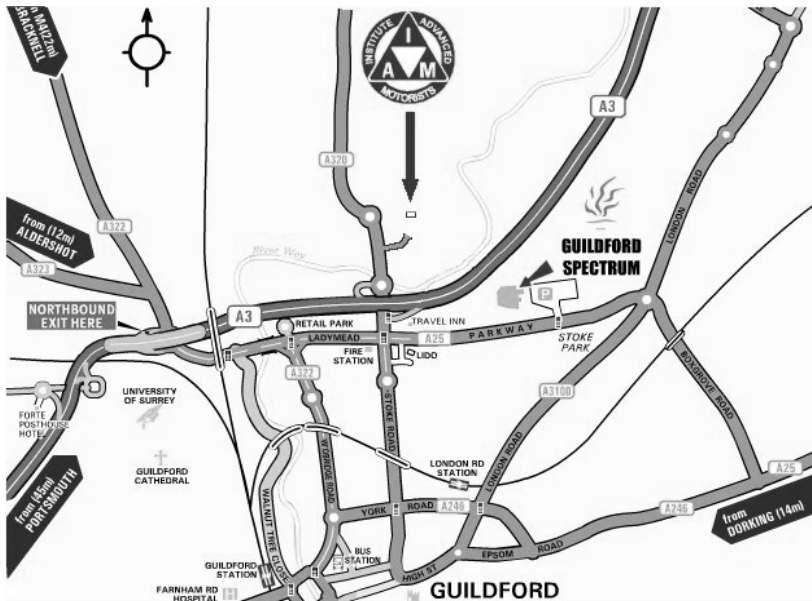 from M4(22m)
BRACKNELL
INSTITUTE
ADVANCED
MOTORISTS
I
A M
A3
A320
LONDON ROAD
from (12m)
ALDERSHOT
A322
A323
River Wey
GUILDFORD
SPECTRUM
P
NORTHBOUND
EXIT HERE
A3
RETAIL PARK
TRAVEL INN
LADYMEAD
A25
PARKWAY
STOKE
PARK
FIRE
STATION
LIDO
A322
BOXGROVE ROAD
A3100
UNIVERSITY
OF SURREY
FORTE
POSTHOUSE
HOTEL
STOKE ROAD
GUILDFORD
CATHEDRAL
WDBRIDGE ROAD
LONDON RD
STATION
LONDON ROAD
A25
from (45m)
PORTSMOUTH
WALNUT TREE CLOSE
YORK ROAD
A246
A246
from
DORKING (14m)
BUS
STATION
EPSOM ROAD
GUILDFORD
STATION
HIGH ST
FARNHAM RD
HOSPITAL
H
GUILDFORD